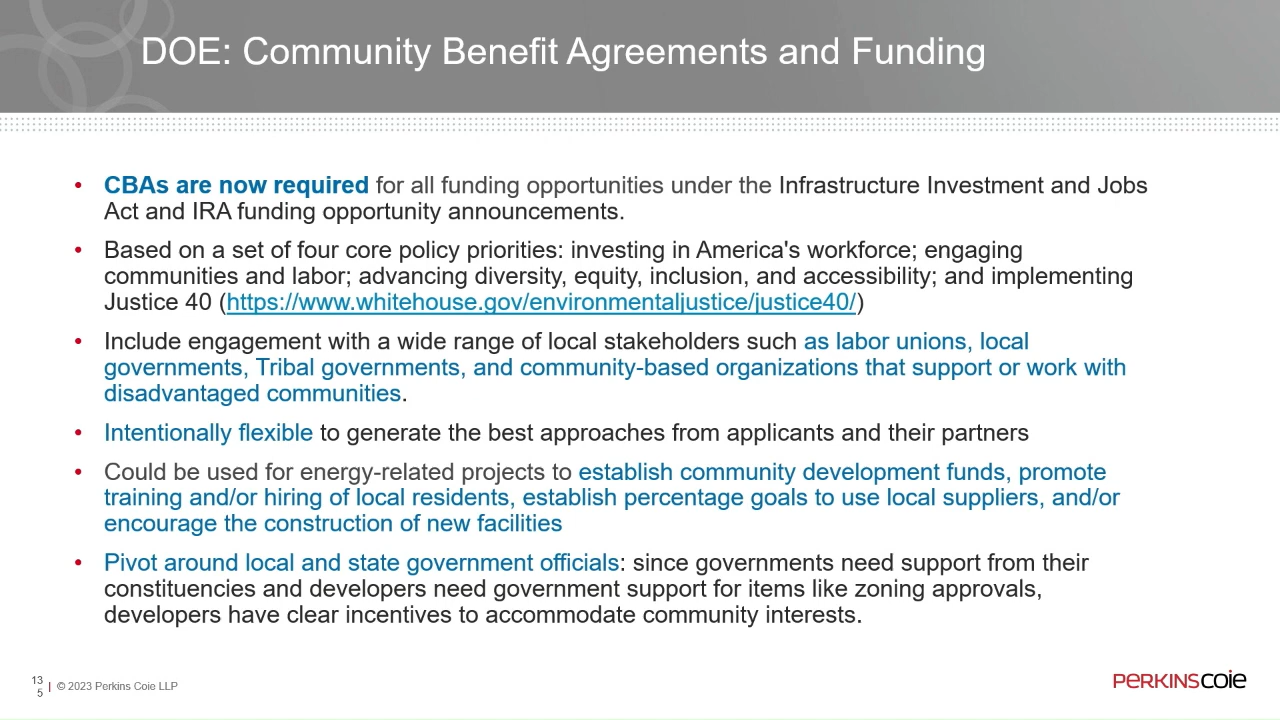 DOE: Community Benefit Agreements and Funding
• CBAs are now required for all funding opportunities under the Infrastructure Investment and Jobs
Act and IRA funding opportunity announcements.
• Based on a set of four core policy priorities: investing in America's workforce; engaging
communities and labor; advancing diversity, equity, inclusion, and accessibility; and implementing
Justice 40 (https://www.whitehouse.gov/environmentaljustice/justice40/)
• Include engagement with a wide range of local stakeholders such as labor unions, local
governments, Tribal governments, and community-based organizations that support or work with
disadvantaged communities.
• Intentionally flexible to generate the best approaches from applicants and their partners
• Could be used for energy-related projects to establish community development funds, promote
training and/or hiring of local residents, establish percentage goals to use local suppliers, and/or
encourage the construction of new facilities
• Pivot around local and state government officials: since governments need support from their
constituencies and developers need government support for items like zoning approvals,
developers have clear incentives to accommodate community interests.
13
5 | © 2023 Perkins Coie LLP
PERKINSCOIE